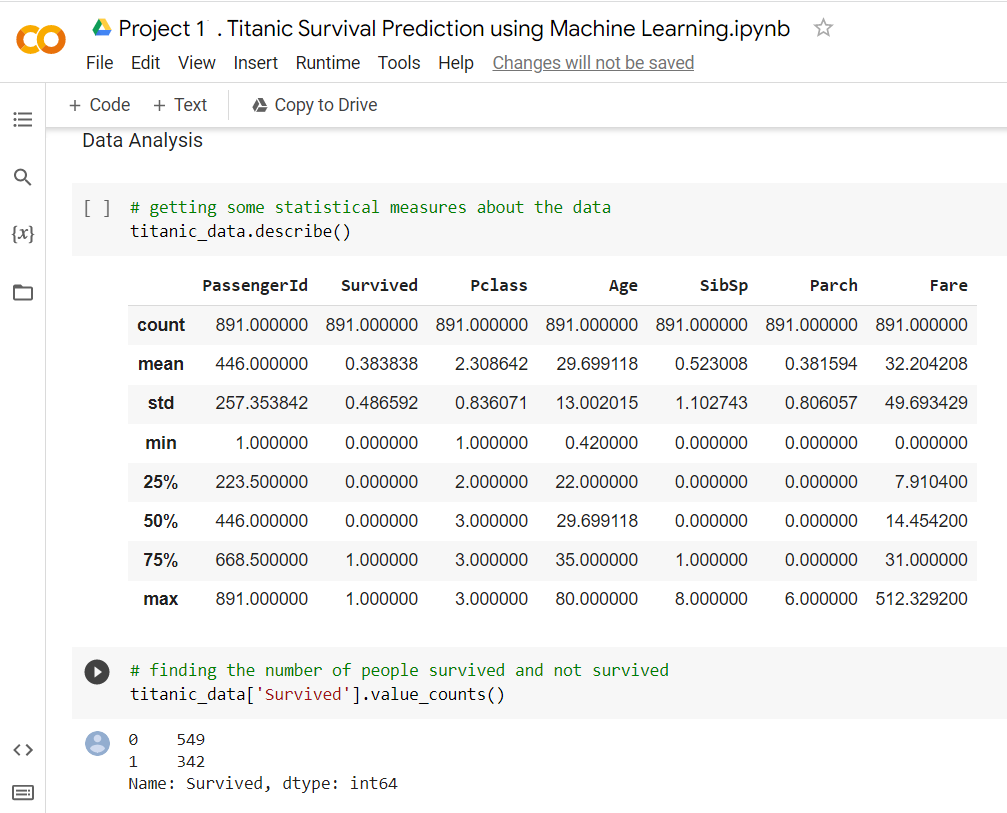 Project 1 . Titanic Survival Prediction using Machine Learning.ipynb
File Edit View Insert Runtime Tools Help Changes will not be saved
+ Code + Text Copy to Drive
Data Analysis
[ ] # getting some statistical measures about the data
titanic_data.describe()
PassengerId Survived Pclass Age SibSp Parch Fare
count 891.000000 891.000000 891.000000 891.000000 891.000000 891.000000 891.000000
mean 446.000000 0.383838 2.308642 29.699118 0.523008 0.381594 32.204208
std 257.353842 0.486592 0.836071 13.002015 1.102743 0.806057 49.693429
min 1.000000 0.000000 1.000000 0.420000 0.000000 0.000000 0.000000
25% 223.500000 0.000000 2.000000 22.000000 0.000000 0.000000 7.910400
50% 446.000000 0.000000 3.000000 29.699118 0.000000 0.000000 14.454200
75% 668.500000 1.000000 3.000000 35.000000 1.000000 0.000000 31.000000
max 891.000000 1.000000 3.000000 80.000000 8.000000 6.000000 512.329200
# finding the number of people survived and not survived
titanic_data['Survived'].value_counts()
0 549
1 342
Name: Survived, dtype: int64